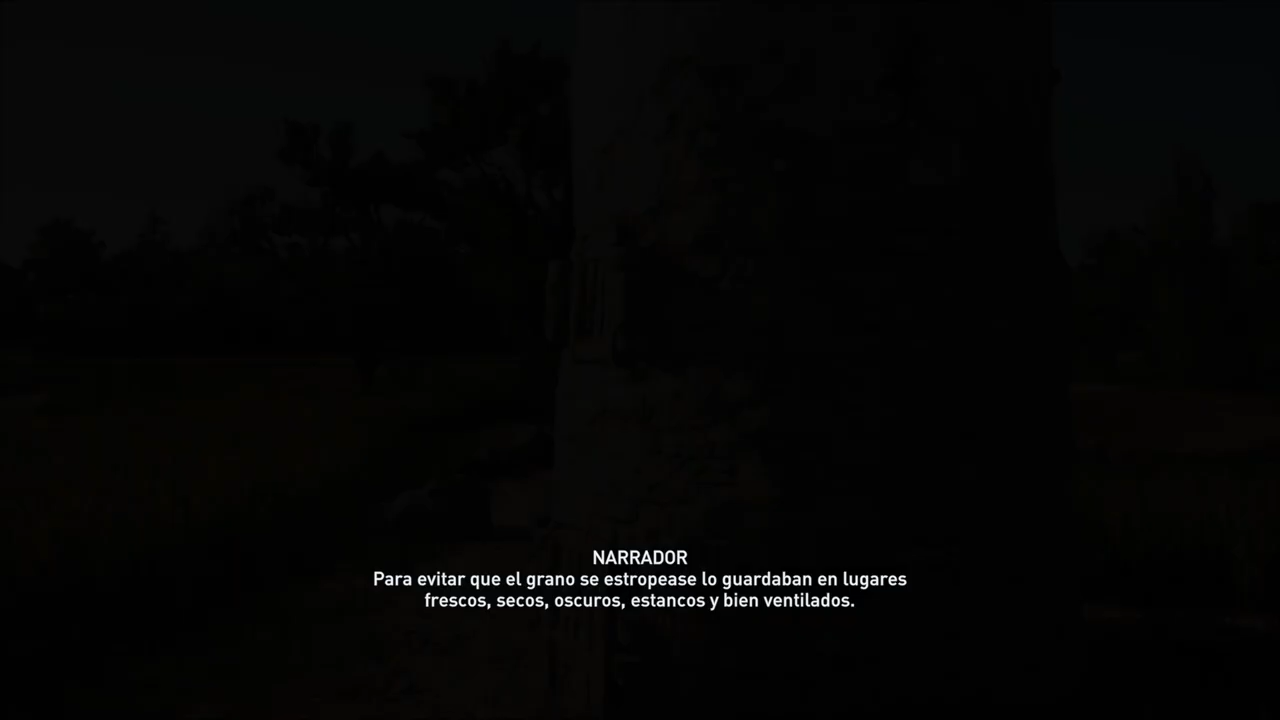 NARRADOR
Para evitar que el grano se estropease lo guardaban en lugares
frescos, secos, oscuros, estancos y bien ventilados.